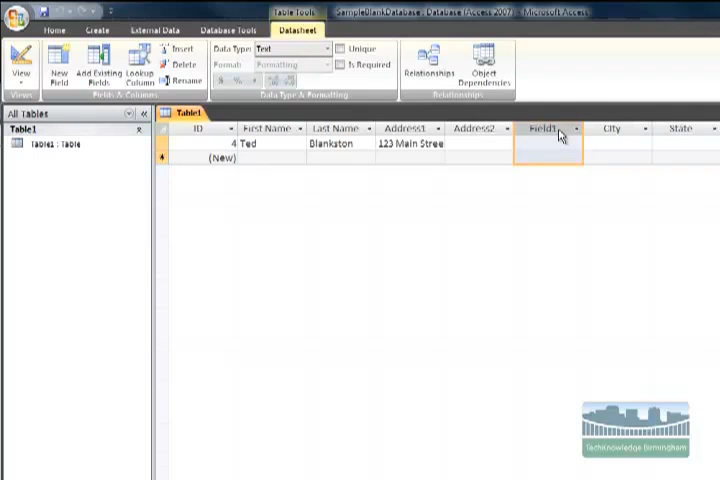 Table Tools SampleBlankDatabase : Database (Access 2007) - Microsoft Access
Home Create External Data Database Tools Datasheet
View
New Field
Add Existing Fields
Lookup Column
Insert
Delete
Rename
Data Type: Text
Format: Formatting
Unique
Is Required
Relationships
Object Dependencies
Views Fields & Columns Data Type & Formatting Relationships
All Tables
Table1
Table1 : Table
Table1
ID First Name Last Name Address1 Address2 Field1 City State
4 Ted Blankston 123 Main Stree
(New)
TechKnowledge Birmingham